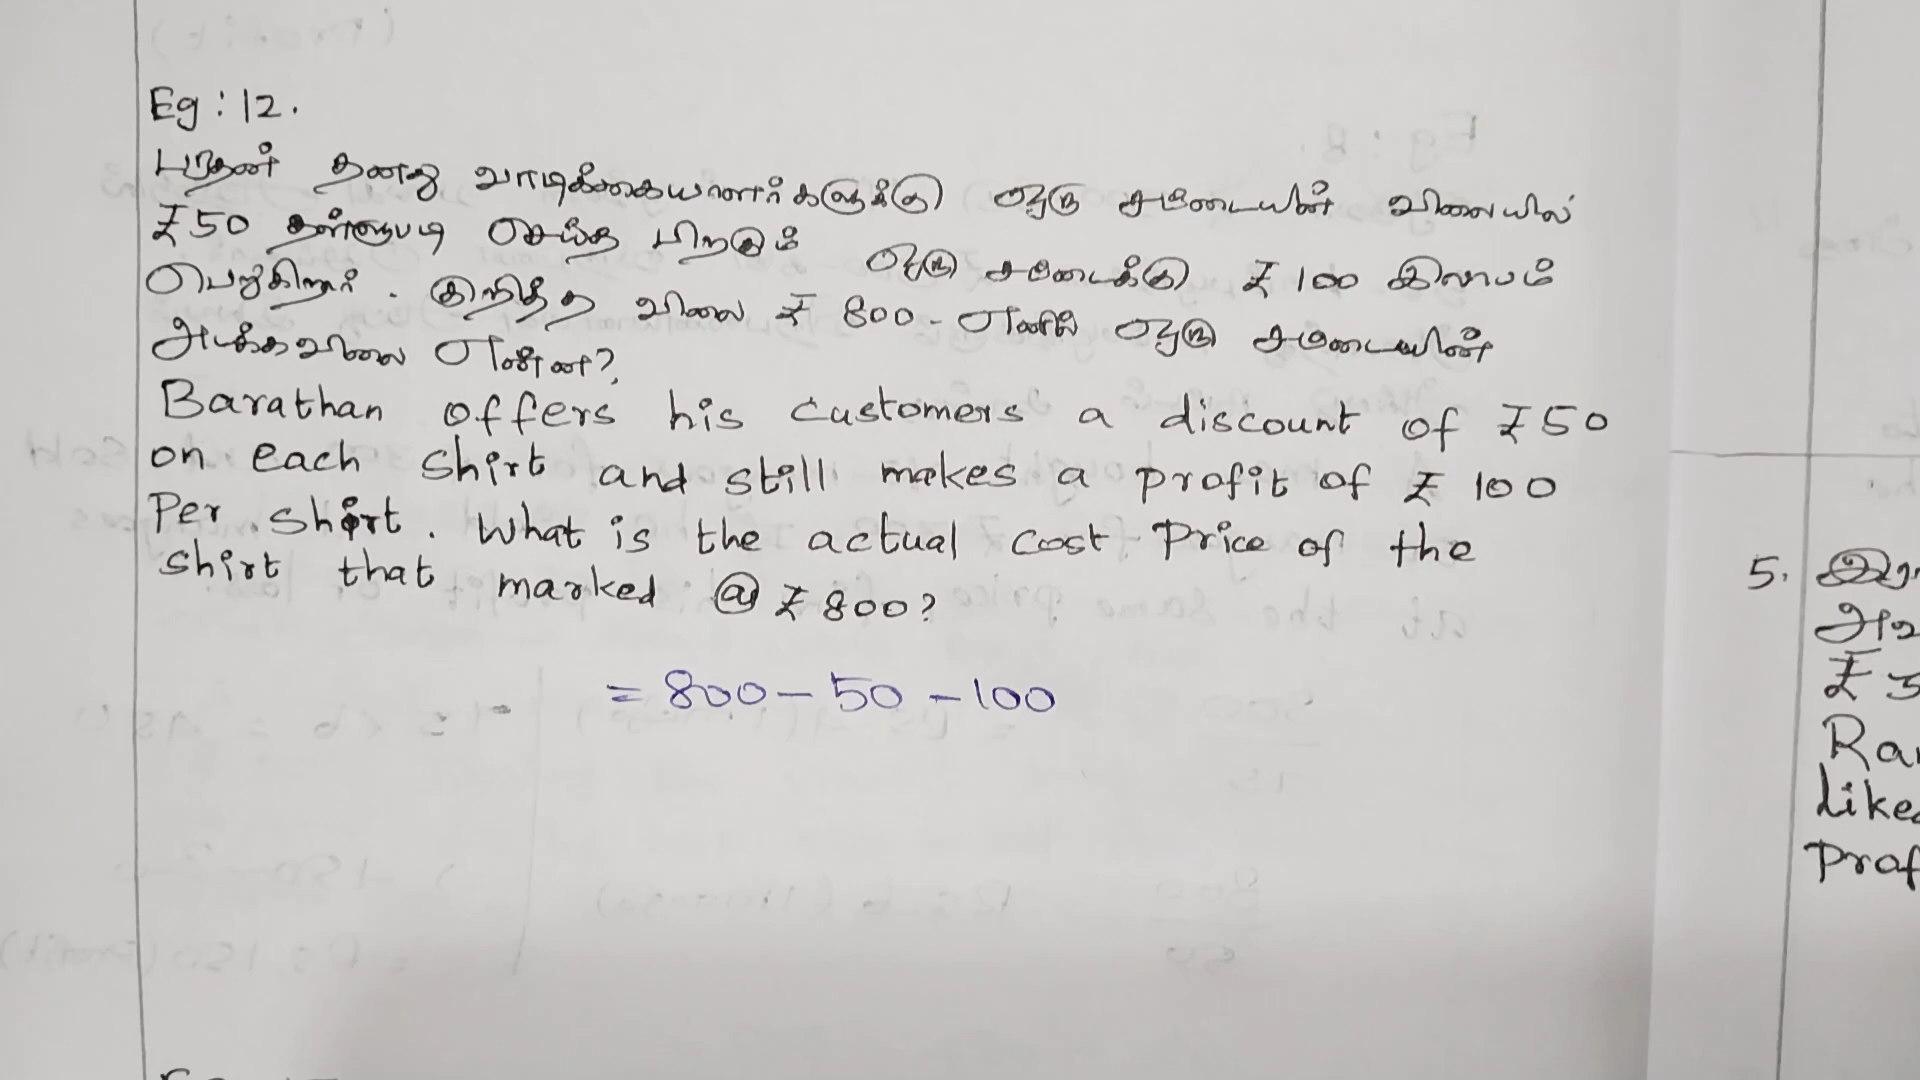 Eg : 12.
பரதன் தனது வாடிக்கையாளர்களுக்கு ஒரு சட்டையின் விலையில்
₹50 தள்ளுபடி செய்த பிறகும் ஒரு சட்டைக்கு ₹ 100 இலாபம்
பெறுகிறார். குறித்த விலை ₹ 800- எனில் ஒரு சட்டையின்
அடக்கவிலை என்ன?
Barathan offers his customers a discount of ₹50
on each shirt and still makes a profit of ₹ 100
Per shirt. What is the actual cost Price of the
shirt that marked @ ₹ 800?
= 800 - 50 - 100
5.
₹